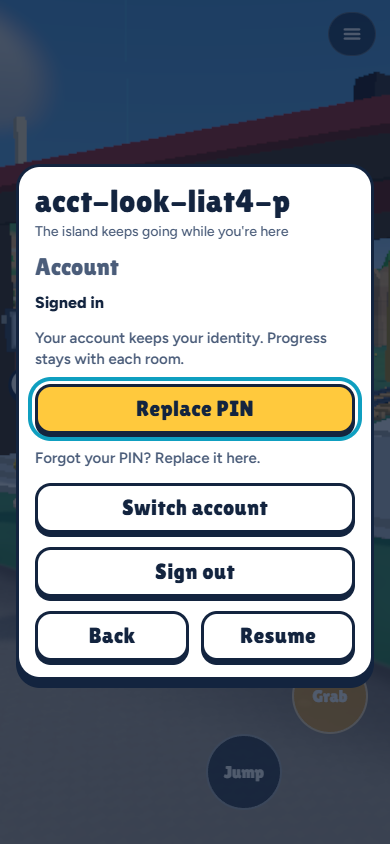 acct-look-liat4-p
The island keeps going while you're here
Account
Signed in
Your account keeps your identity. Progress
stays with each room.
Replace PIN
Forgot your PIN? Replace it here.
Switch account
Sign out
Back Resume
Grab
Jump